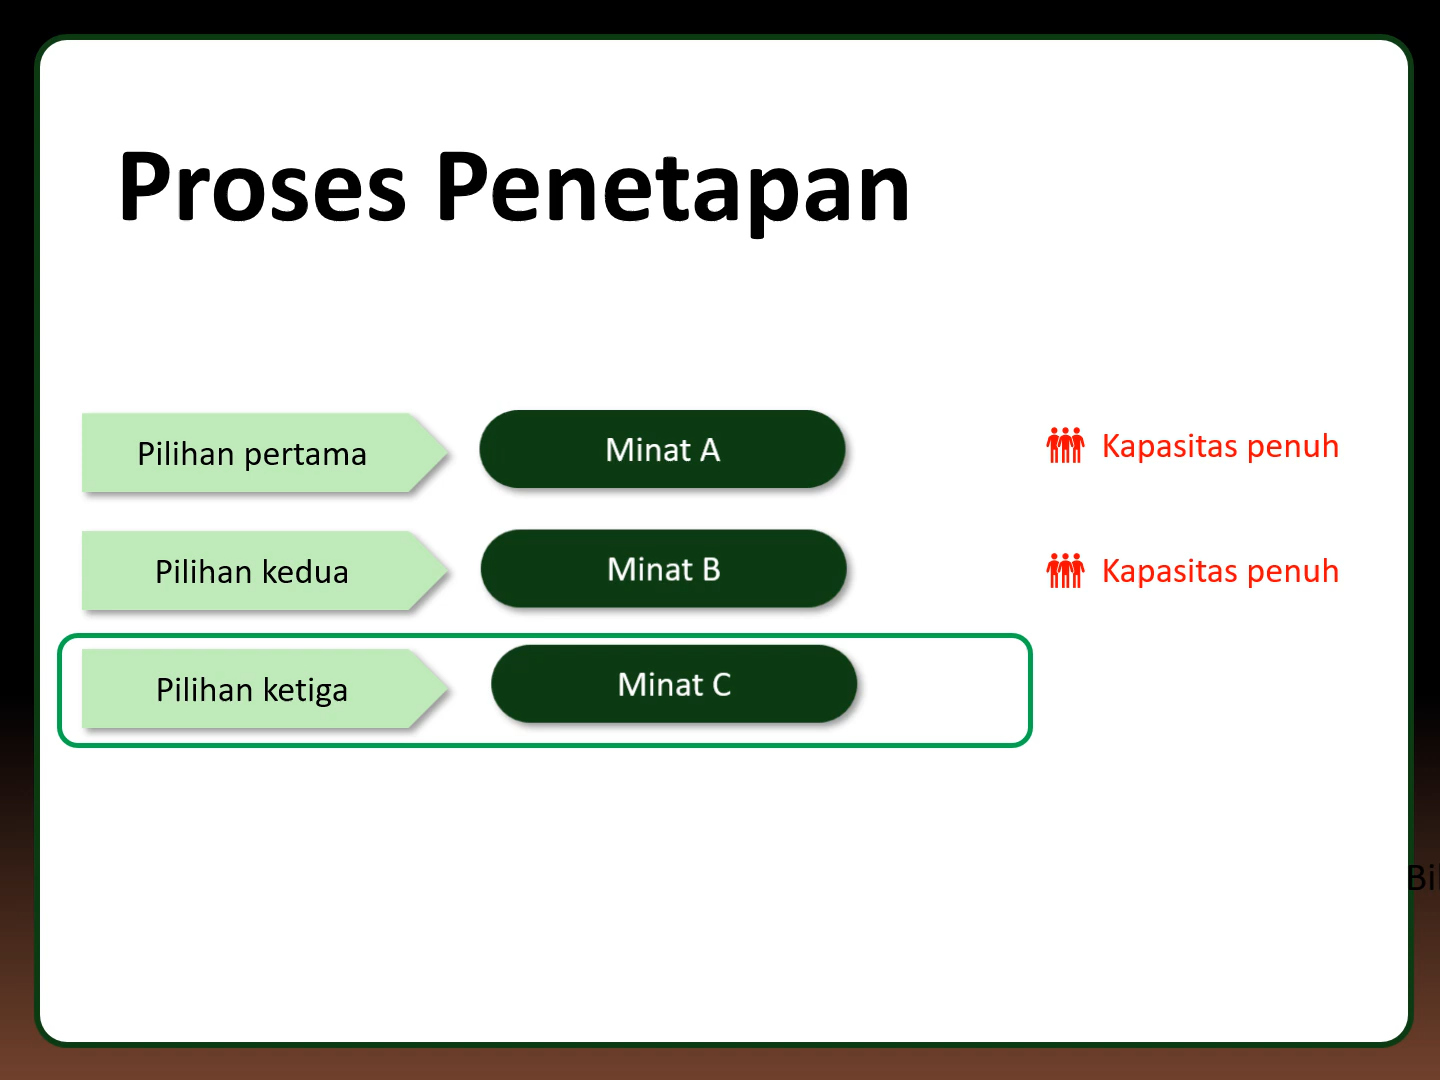 Proses Penetapan
Pilihan pertama
Minat A
Kapasitas penuh
Pilihan kedua
Minat B
Kapasitas penuh
Pilihan ketiga
Minat C